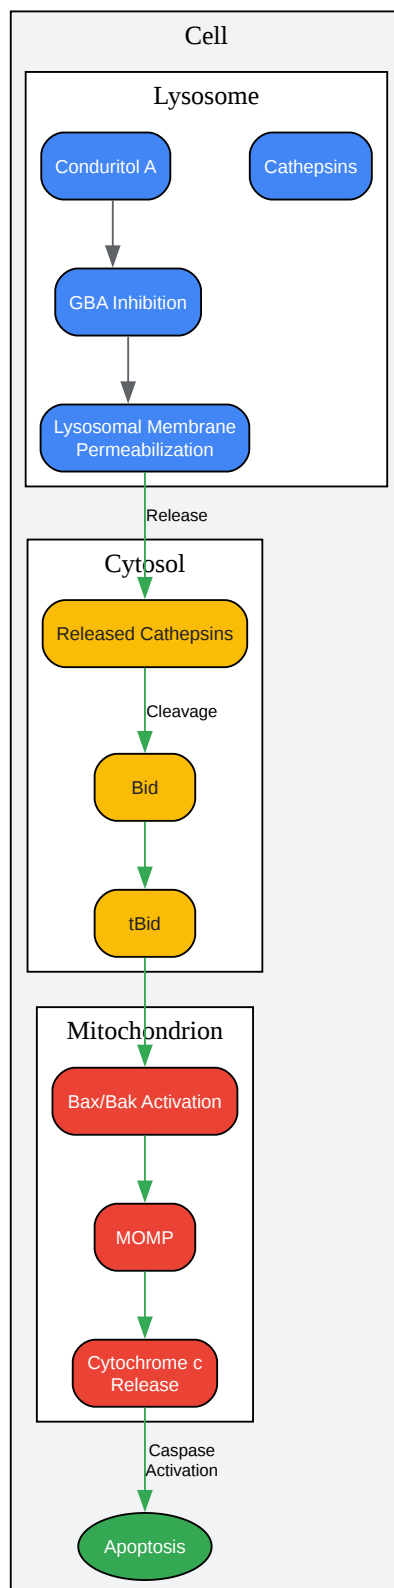 Cell
Lysosome
Conduritol A
Cathepsins
GBA Inhibition
Lysosomal Membrane
Permeabilization
Release
Cytosol
Released Cathepsins
Cleavage
Bid
tBid
Mitochondrion
Bax/Bak Activation
MOMP
Cytochrome c
Release
Caspase
Activation
Apoptosis